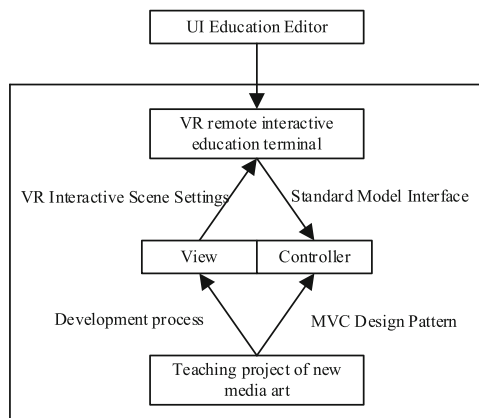 UI Education Editor
VR remote interactive
education terminal
VR Interactive Scene Settings
Standard Model Interface
View
Controller
Development process
MVC Design Pattern
Teaching project of new
media art